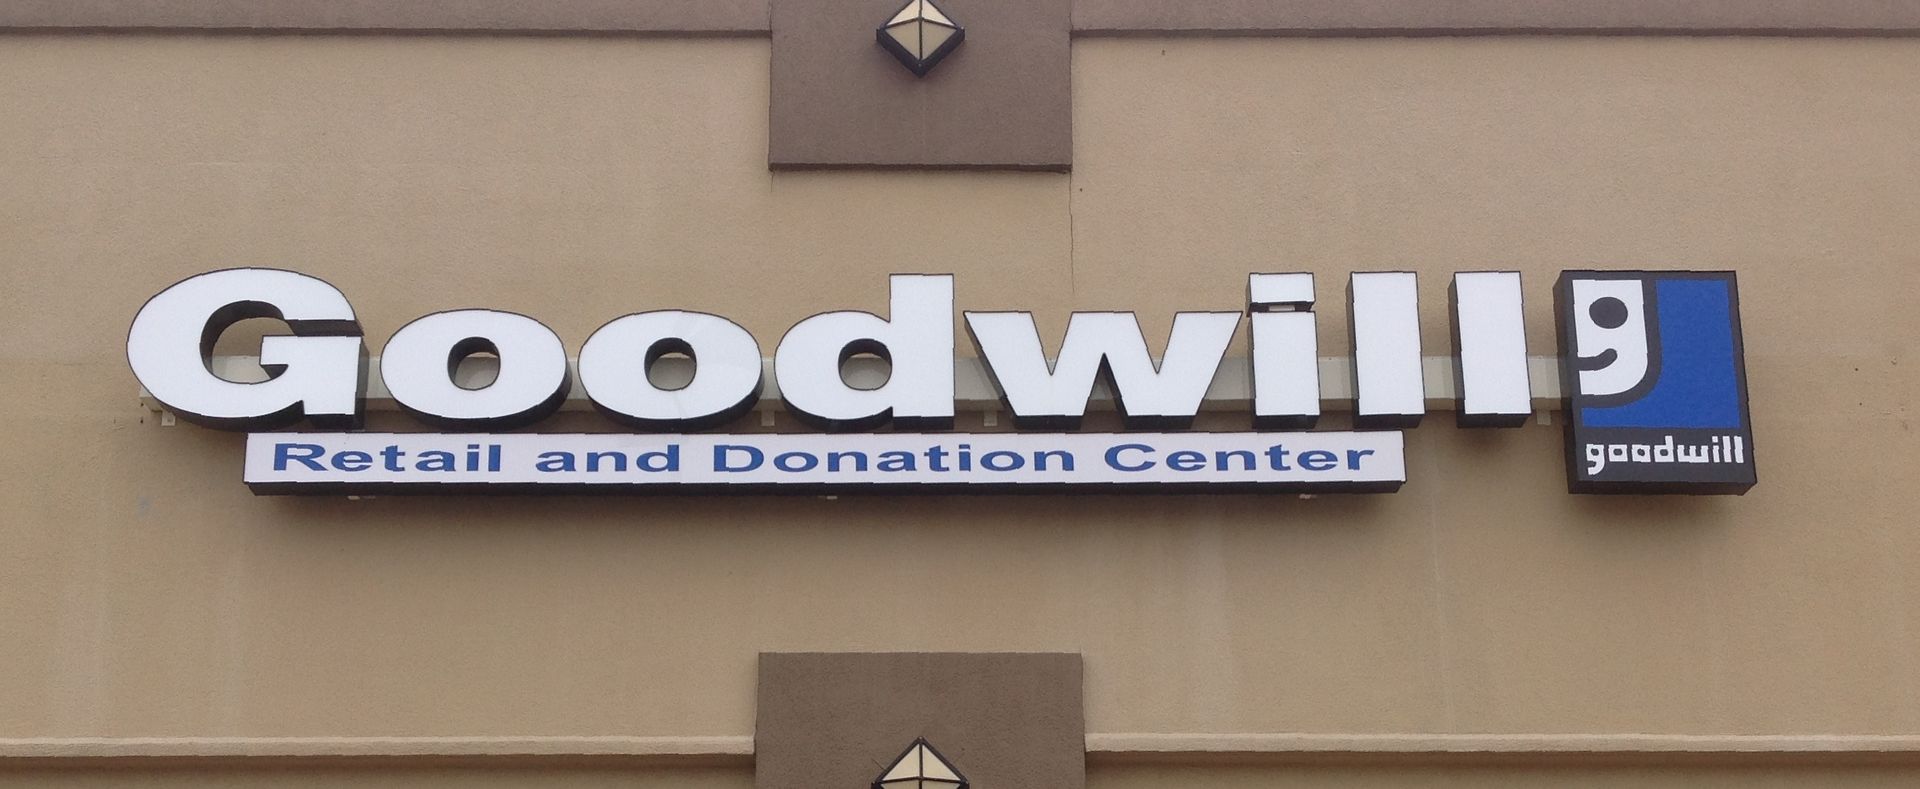 Goodwill
Retail and Donation Center
g
goodwill